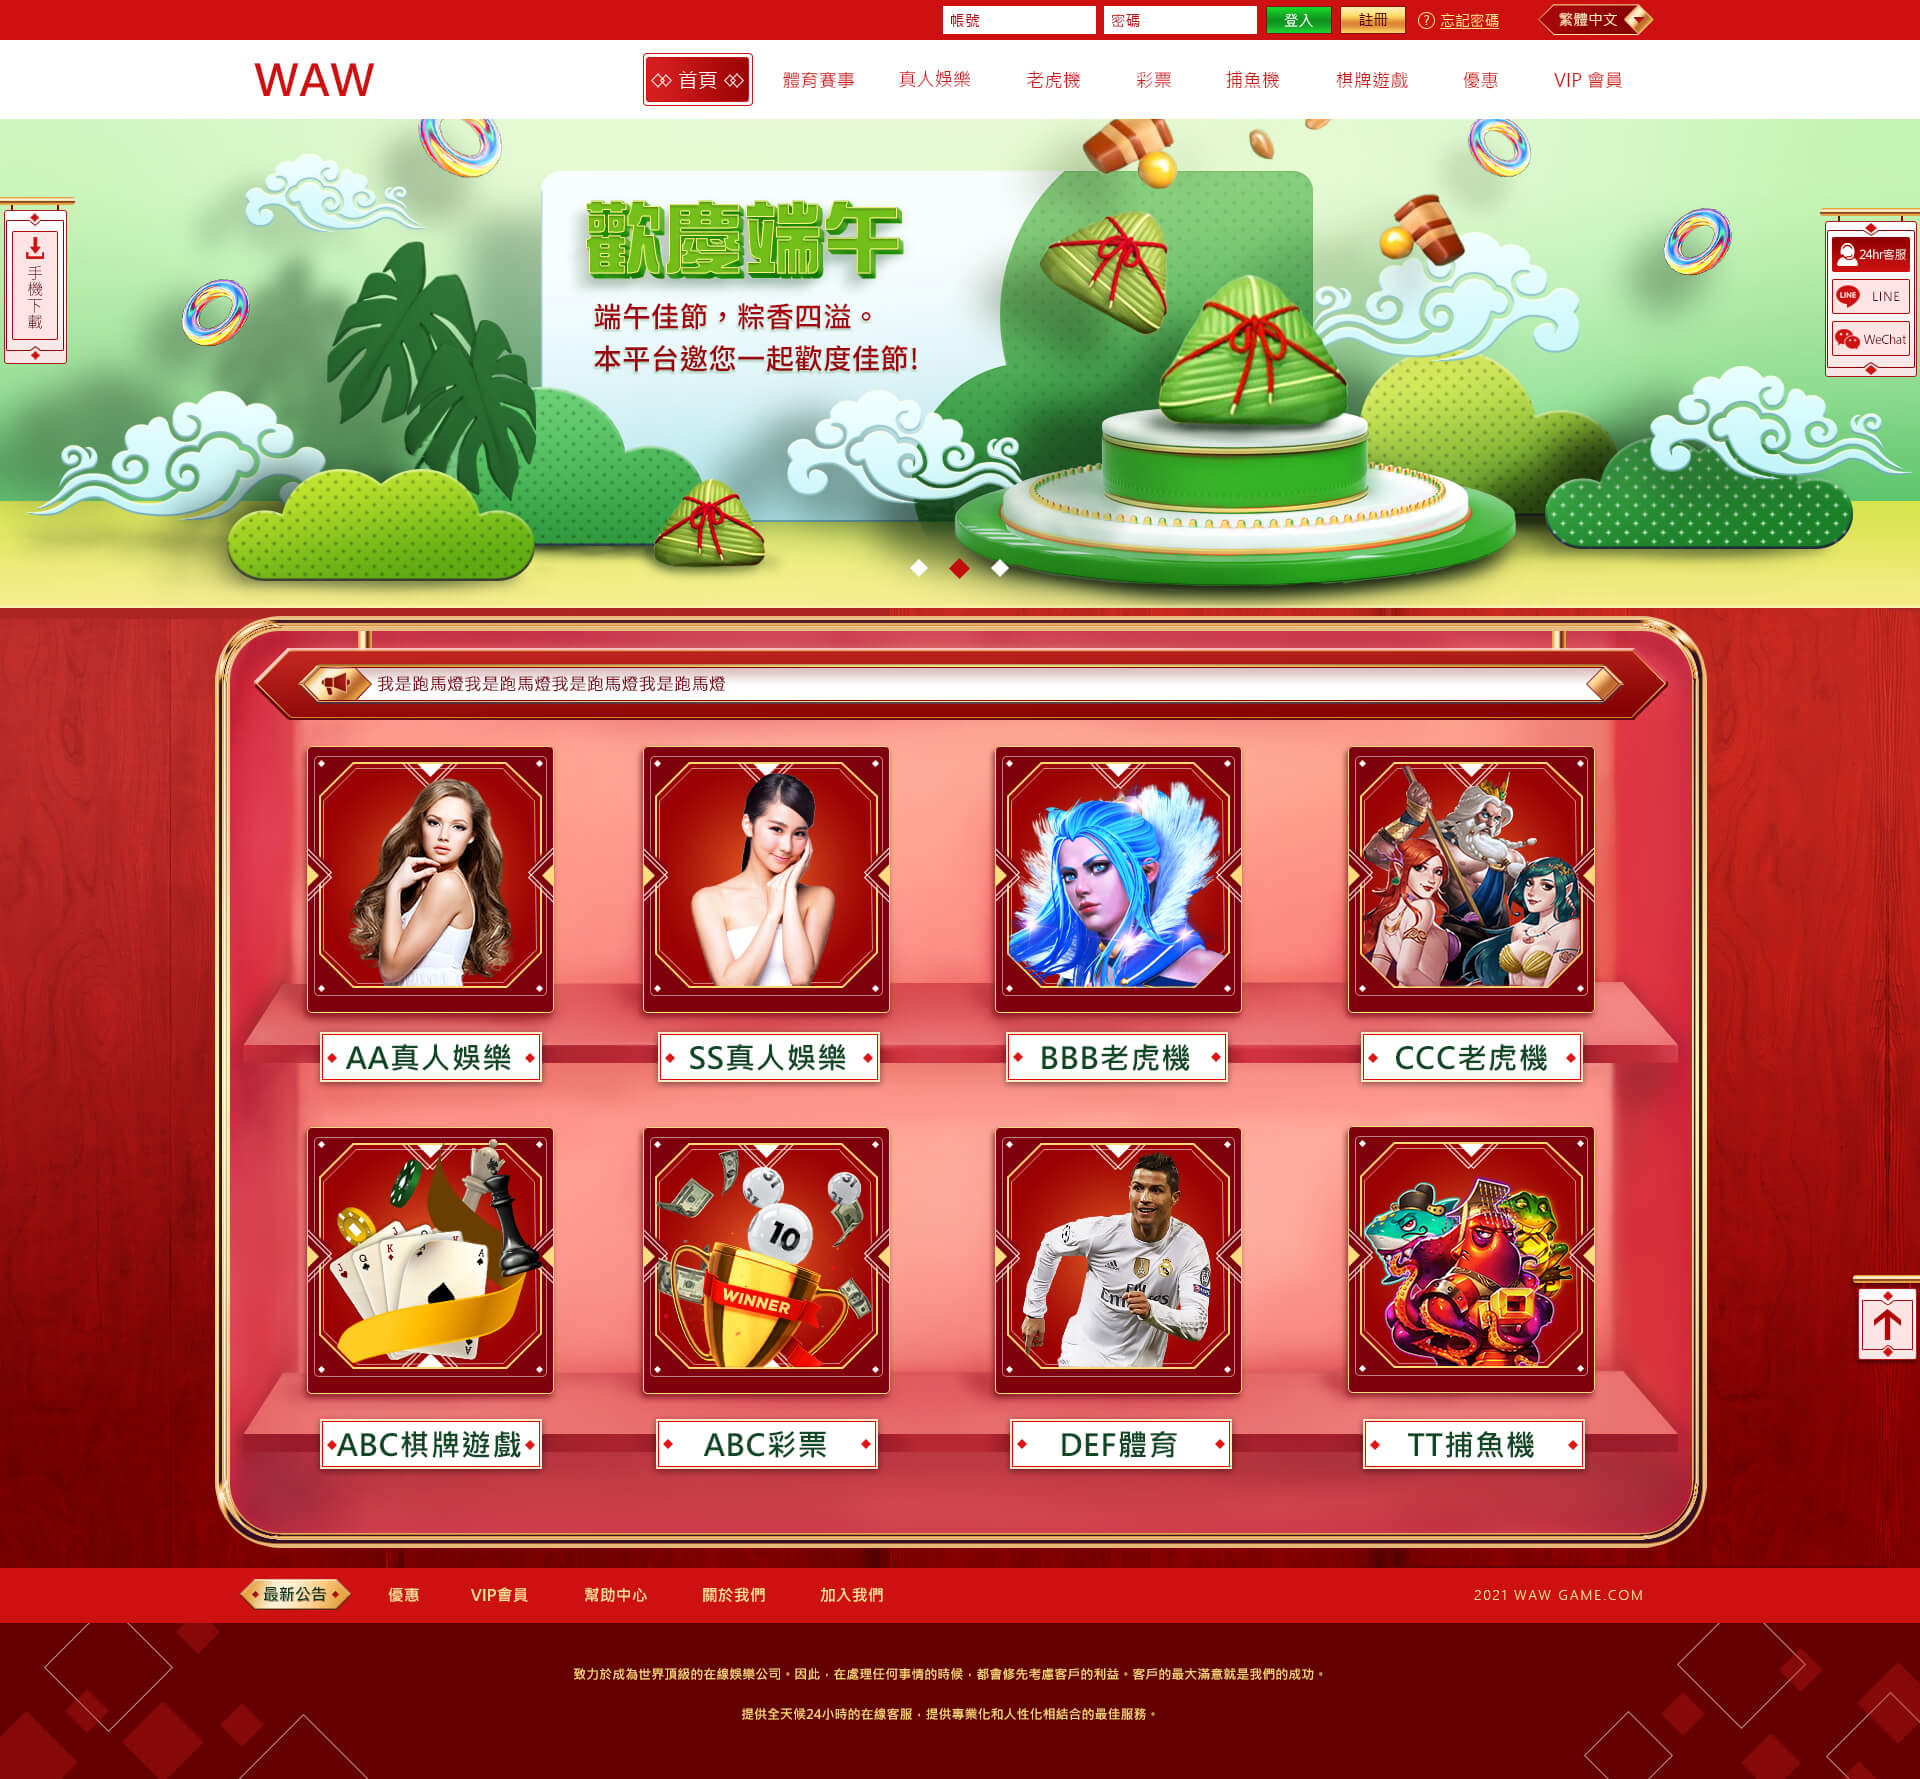 帳號 密碼 登入 註冊 ? 忘記密碼 繁體中文
WAW
首頁 體育賽事 真人娛樂 老虎機 彩票 捕魚機 棋牌遊戲 優惠 VIP 會員
歡慶端午
端午佳節，粽香四溢。
本平台邀您一起歡度佳節!
手機下載
24hr客服
LINE LINE
WeChat
我是跑馬燈我是跑馬燈我是跑馬燈我是跑馬燈
AA真人娛樂 SS真人娛樂 BBB老虎機 CCC老虎機
J Q K J K A A
10
WINNER
Fly
Emirates
ABC棋牌遊戲 ABC彩票 DEF體育 TT捕魚機
最新公告 優惠 VIP會員 幫助中心 關於我們 加入我們 2021 WAW GAME.COM
致力於成為世界頂級的在線娛樂公司。因此，在處理任何事情的時候，都會修先考慮客戶的利益。客戶的最大滿意就是我們的成功。
提供全天候24小時的在線客服，提供專業化和人性化相結合的最佳服務。